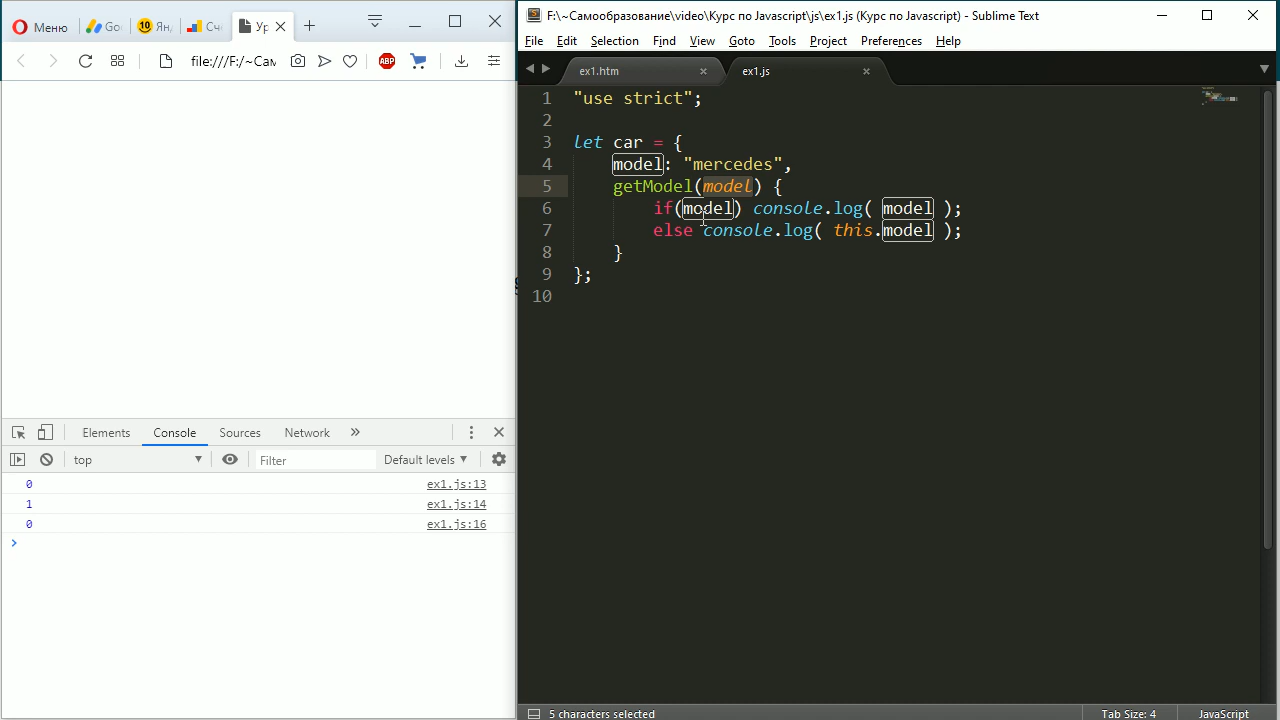 Меню
Go
10 Ян
Сч
Ур
file:///F:/~Сам
ABP
Elements
Console
Sources
Network
top
Filter
Default levels
0 ex1.js:13
1 ex1.js:14
0 ex1.js:16
>
F:\~Самообразование\video\Курс по Javascript\js\ex1.js (Курс по Javascript) - Sublime Text
File Edit Selection Find View Goto Tools Project Preferences Help
ex1.htm
ex1.js
1 "use strict";
2
3 let car = {
4 model: "mercedes",
5 getModel(model) {
6 if(model) console.log( model );
7 else console.log( this.model );
8 }
9 };
10
5 characters selected
Tab Size: 4
JavaScript